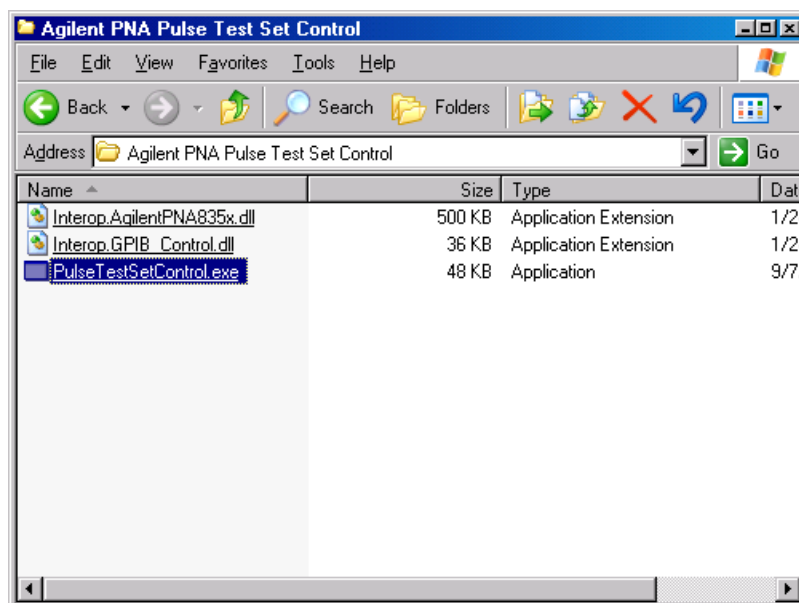 Agilent PNA Pulse Test Set Control
File Edit View Favorites Tools Help
Back Search Folders
Address Agilent PNA Pulse Test Set Control Go
Name Size Type Dat
Interop.AgilentPNA835x.dll 500 KB Application Extension 1/2
Interop.GPIB_Control.dll 36 KB Application Extension 1/2
PulseTestSetControl.exe 48 KB Application 9/7